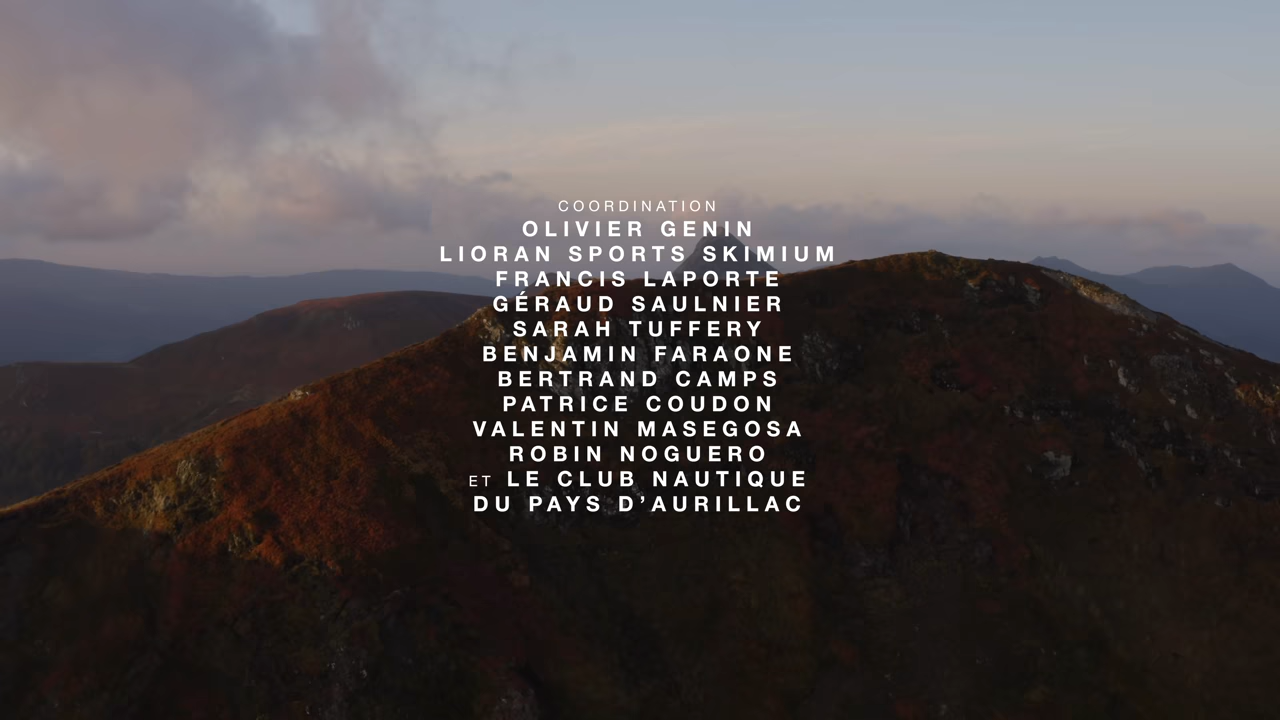 COORDINATION
OLIVIER GENIN
LIORAN SPORTS SKIMIUM
FRANCIS LAPORTE
GÉRAUD SAULNIER
SARAH TUFFERY
BENJAMIN FARAONE
BERTRAND CAMPS
PATRICE COUDON
VALENTIN MASEGOSA
ROBIN NOGUERO
ET LE CLUB NAUTIQUE
DU PAYS D’AURILLAC